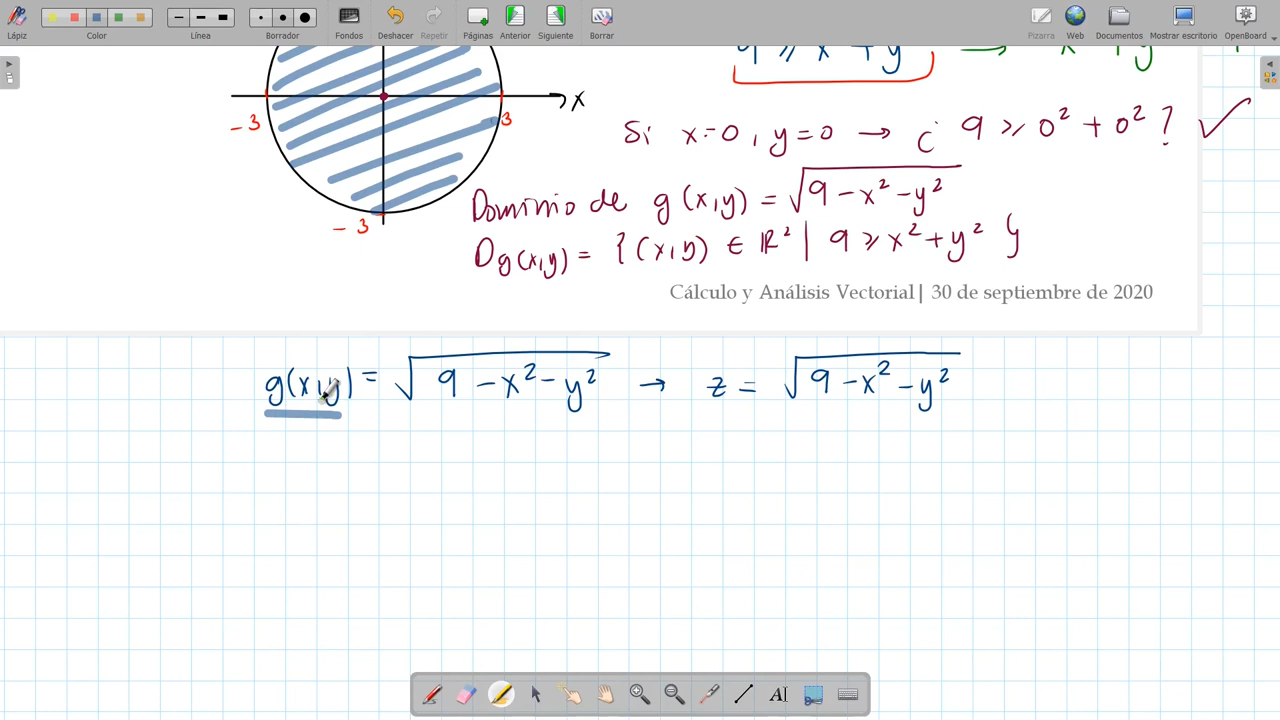 Lápiz Color Línea Borrador Fondos Deshacer Repetir Páginas Anterior Siguiente Borrar Pizarra Web Documentos Mostrar escritorio OpenBoard
9 ≥ x + y → x + y
x
-3
3
Si x=0, y=0 → ¿ 9 ≥ 0² + 0² ? ✓
-3
Dominio de g(x,y) = √(9 - x² - y²)
Dg(x,y) = {(x,y) ∈ ℝ² | 9 ≥ x² + y² }
Cálculo y Análisis Vectorial| 30 de septiembre de 2020
g(x,y) = √(9 - x² - y²) → z = √(9 - x² - y²)
AI